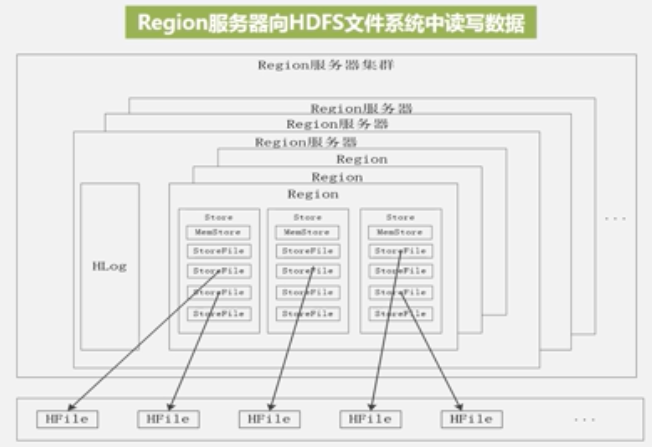 Region服务器向HDFS文件系统中读写数据
Region服务器集群
Region服务器
Region服务器
Region服务器
Region
Region
Region
HLog
Store
MemStore
StoreFile
StoreFile
StoreFile
StoreFile
Store
MemStore
StoreFile
StoreFile
StoreFile
StoreFile
Store
MemStore
StoreFile
StoreFile
StoreFile
StoreFile
...
HFile
HFile
HFile
HFile
HFile
...